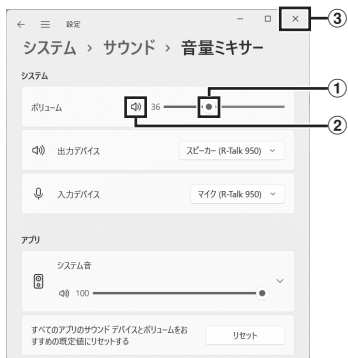 設定
③
システム › サウンド › 音量ミキサー
システム
①
ボリューム 36
②
出力デバイス スピーカー (R-Talk 950)
入力デバイス マイク (R-Talk 950)
アプリ
システム音
100
すべてのアプリのサウンド デバイスとボリュームをお
すすめの既定値にリセットする
リセット